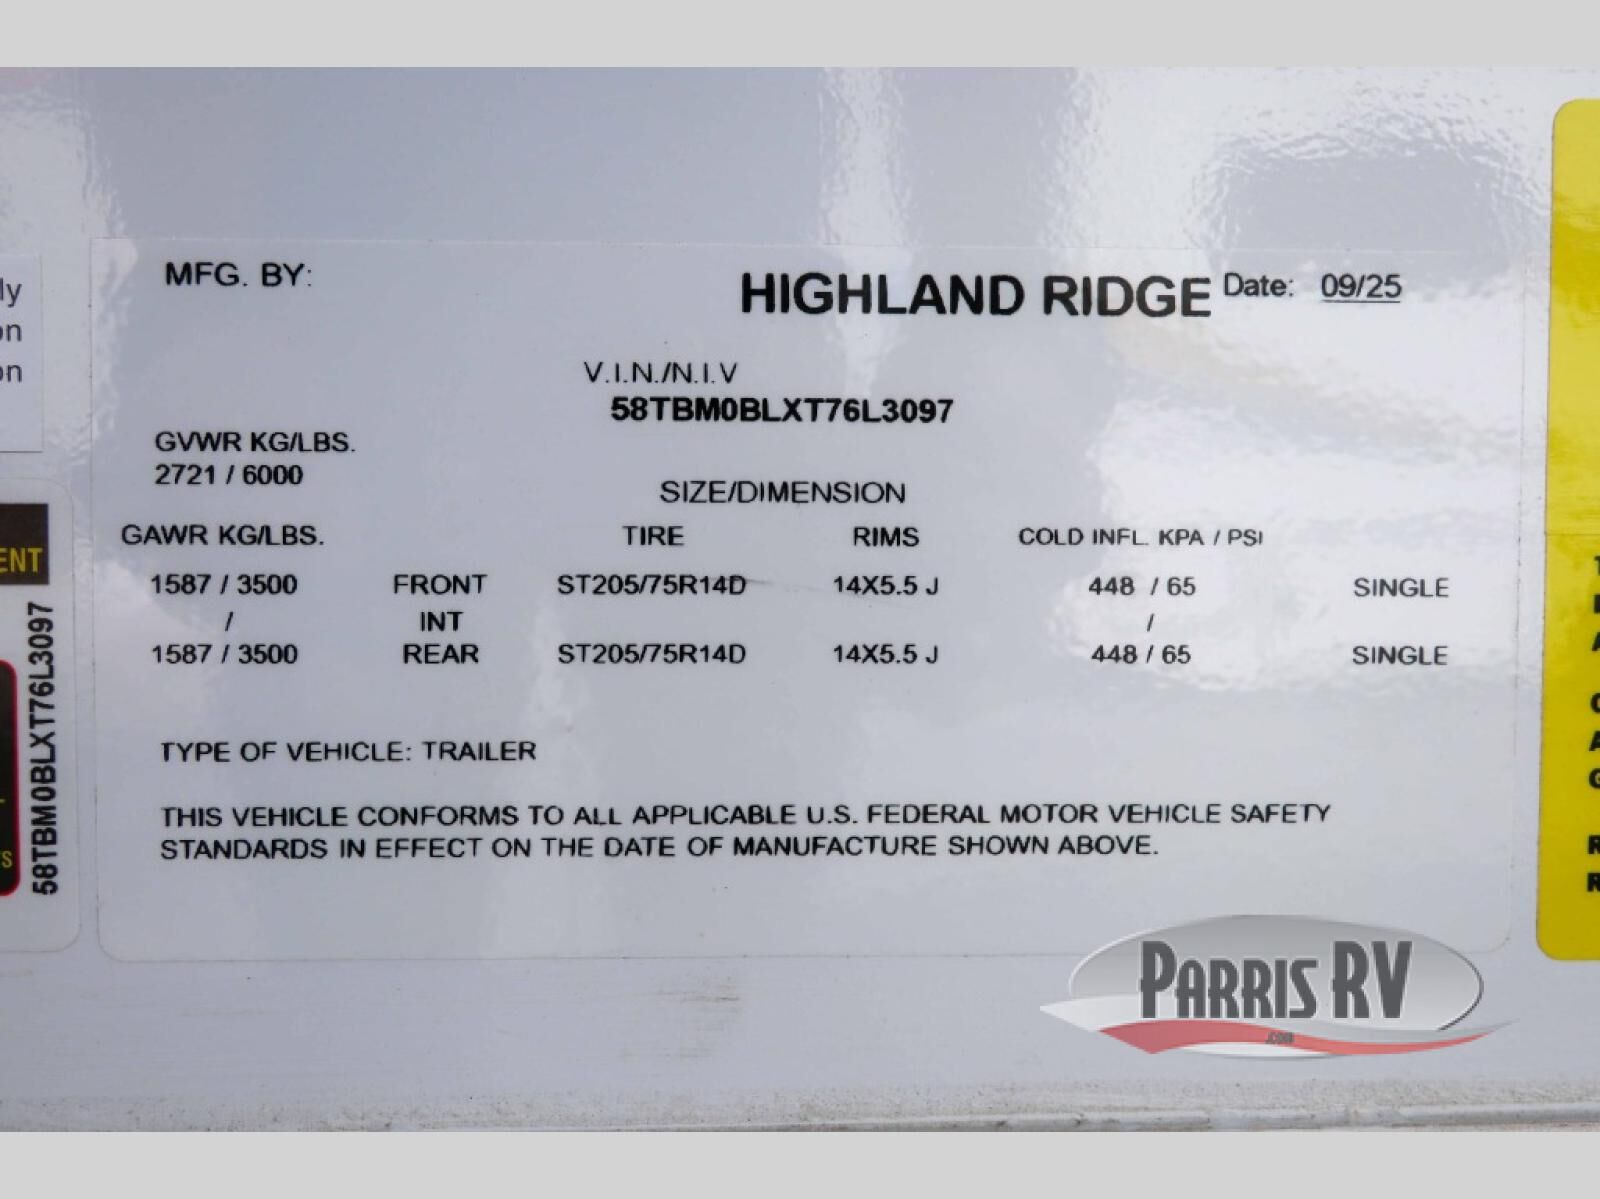 MFG. BY:
HIGHLAND RIDGE Date: 09/25
V.I.N./N.I.V
58TBM0BLXT76L3097
GVWR KG/LBS.
2721 / 6000
SIZE/DIMENSION
GAWR KG/LBS. TIRE RIMS COLD INFL. KPA / PSI
1587 / 3500 FRONT ST205/75R14D 14X5.5 J 448 / 65 SINGLE
/ INT /
1587 / 3500 REAR ST205/75R14D 14X5.5 J 448 / 65 SINGLE
TYPE OF VEHICLE: TRAILER
THIS VEHICLE CONFORMS TO ALL APPLICABLE U.S. FEDERAL MOTOR VEHICLE SAFETY
STANDARDS IN EFFECT ON THE DATE OF MANUFACTURE SHOWN ABOVE.
58TBM0BLXT76L3097
PARRIS RV
.COM